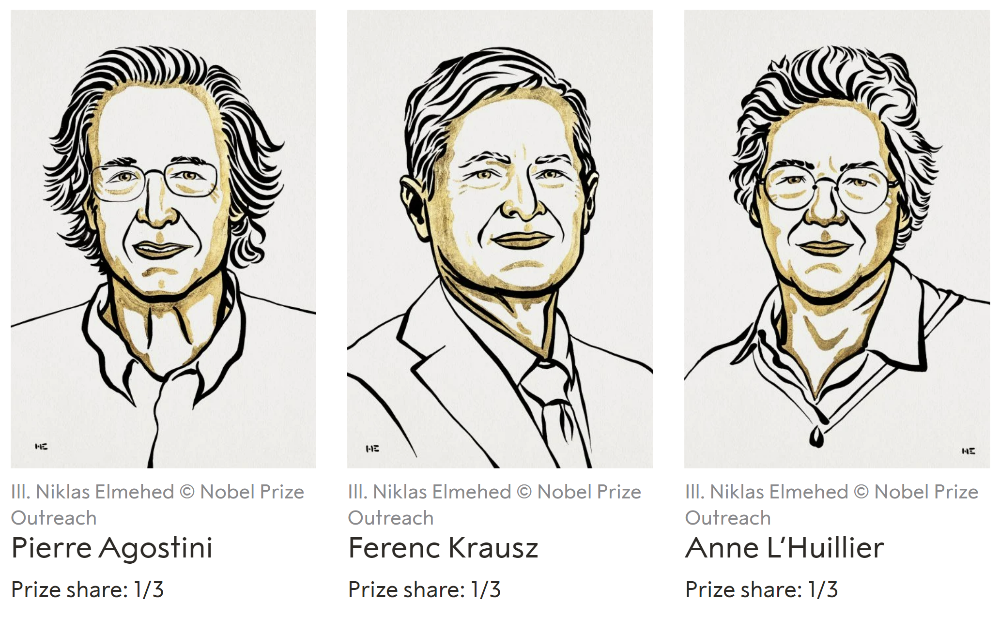 Ill. Niklas Elmehed © Nobel Prize
Outreach
Pierre Agostini
Prize share: 1/3
Ill. Niklas Elmehed © Nobel Prize
Outreach
Ferenc Krausz
Prize share: 1/3
Ill. Niklas Elmehed © Nobel Prize
Outreach
Anne L’Huillier
Prize share: 1/3